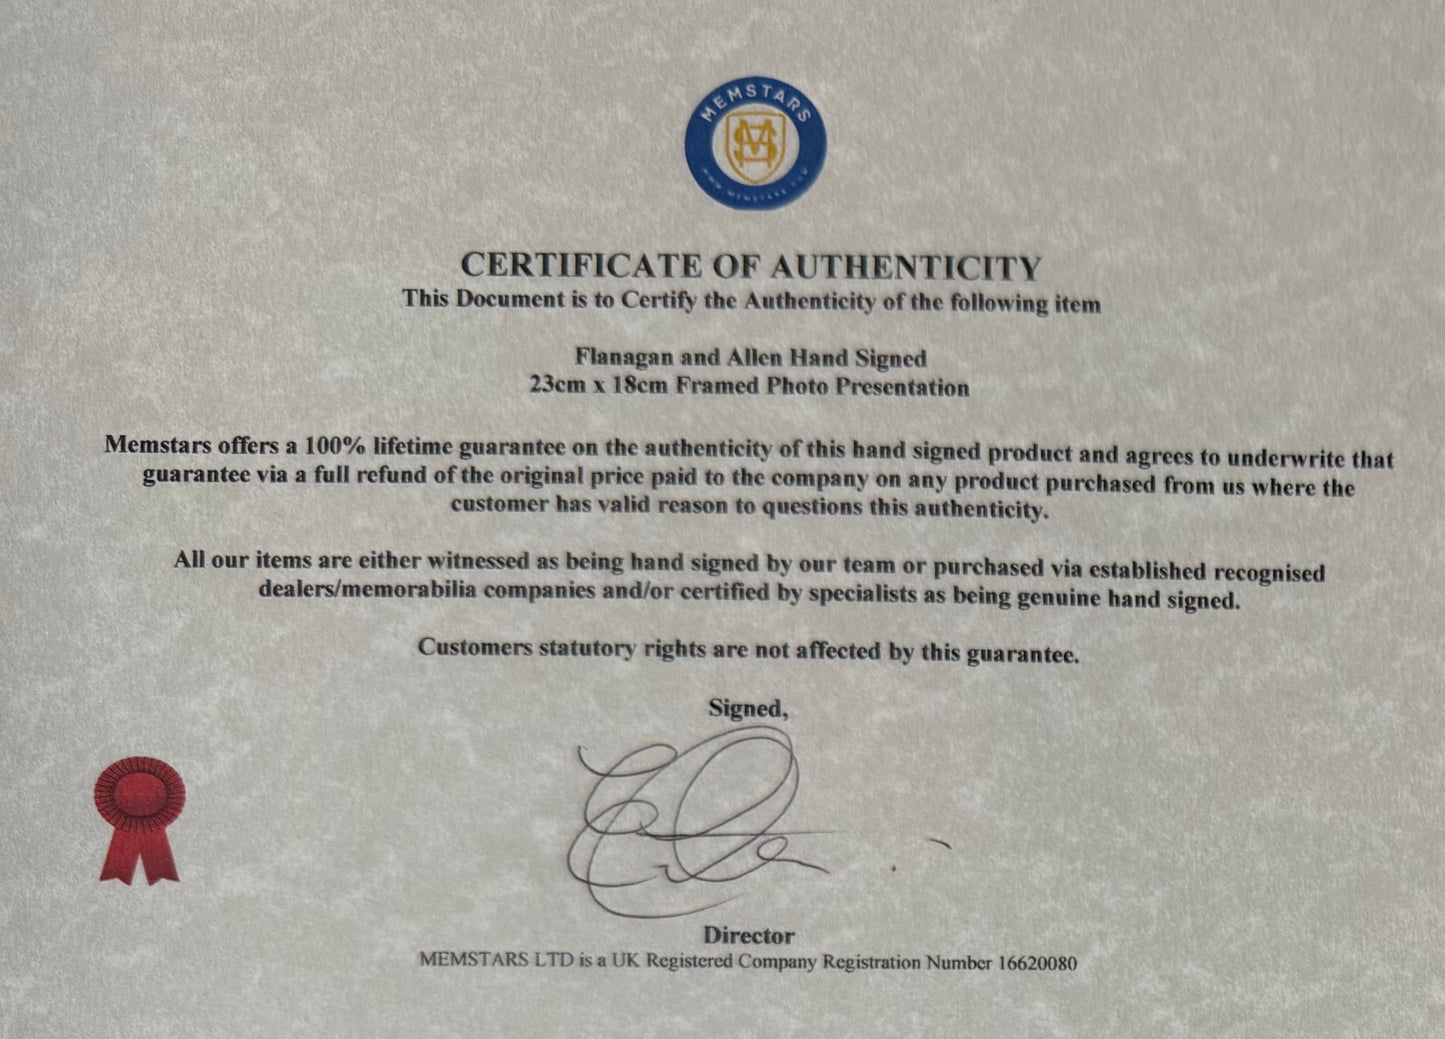 MEMSTARS
MS
CERTIFICATE OF AUTHENTICITY
This Document is to Certify the Authenticity of the following item
Flanagan and Allen Hand Signed
23cm x 18cm Framed Photo Presentation
Memstars offers a 100% lifetime guarantee on the authenticity of this hand signed product and agrees to underwrite that
guarantee via a full refund of the original price paid to the company on any product purchased from us where the
customer has valid reason to questions this authenticity.
All our items are either witnessed as being hand signed by our team or purchased via established recognised
dealers/memorabilia companies and/or certified by specialists as being genuine hand signed.
Customers statutory rights are not affected by this guarantee.
Signed,
Director
MEMSTARS LTD is a UK Registered Company Registration Number 16620080